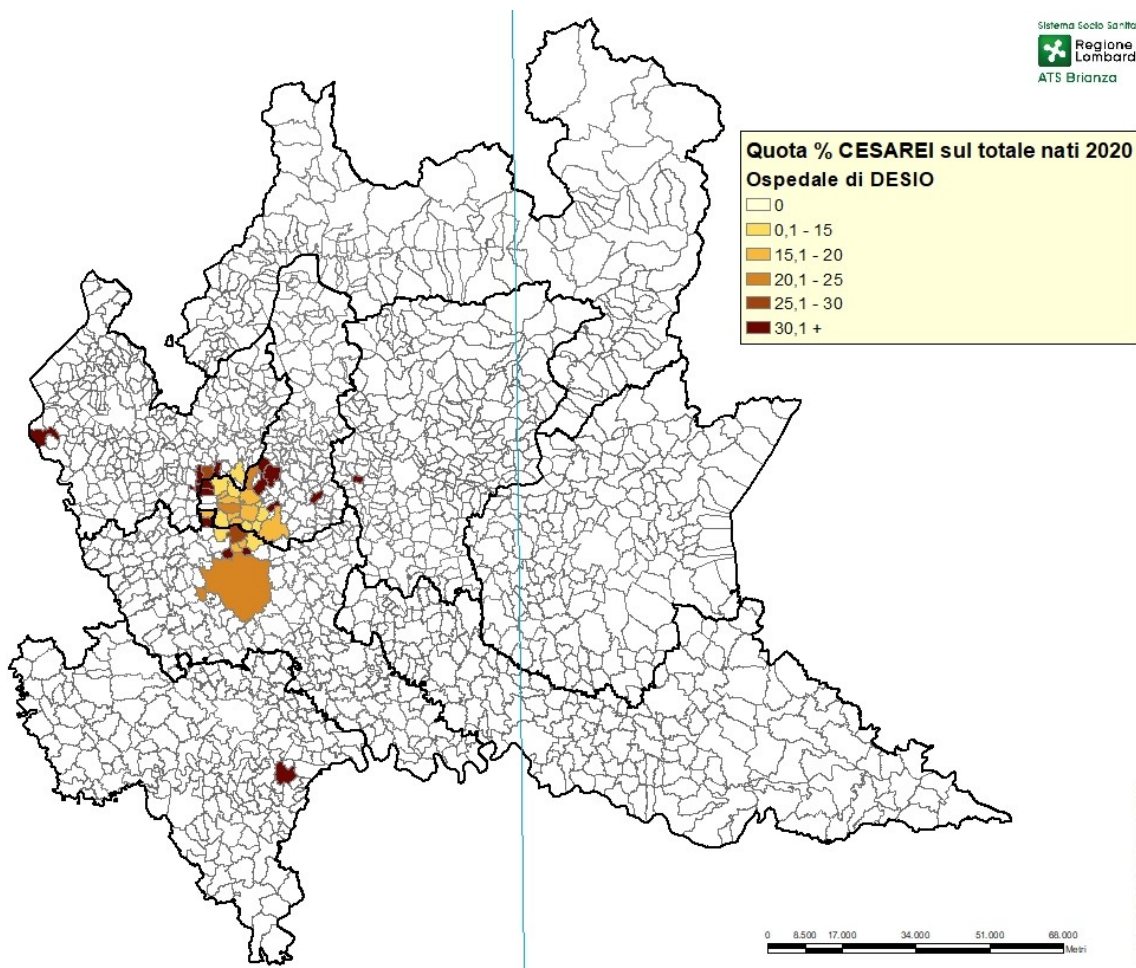 Sistema Socio Sanita
Regione
Lombard
ATS Brianza
Quota % CESAREI sul totale nati 2020
Ospedale di DESIO
0
0,1 - 15
15,1 - 20
20,1 - 25
25,1 - 30
30,1 +
0 8.500 17.000 34.000 51.000 68.000
Metri